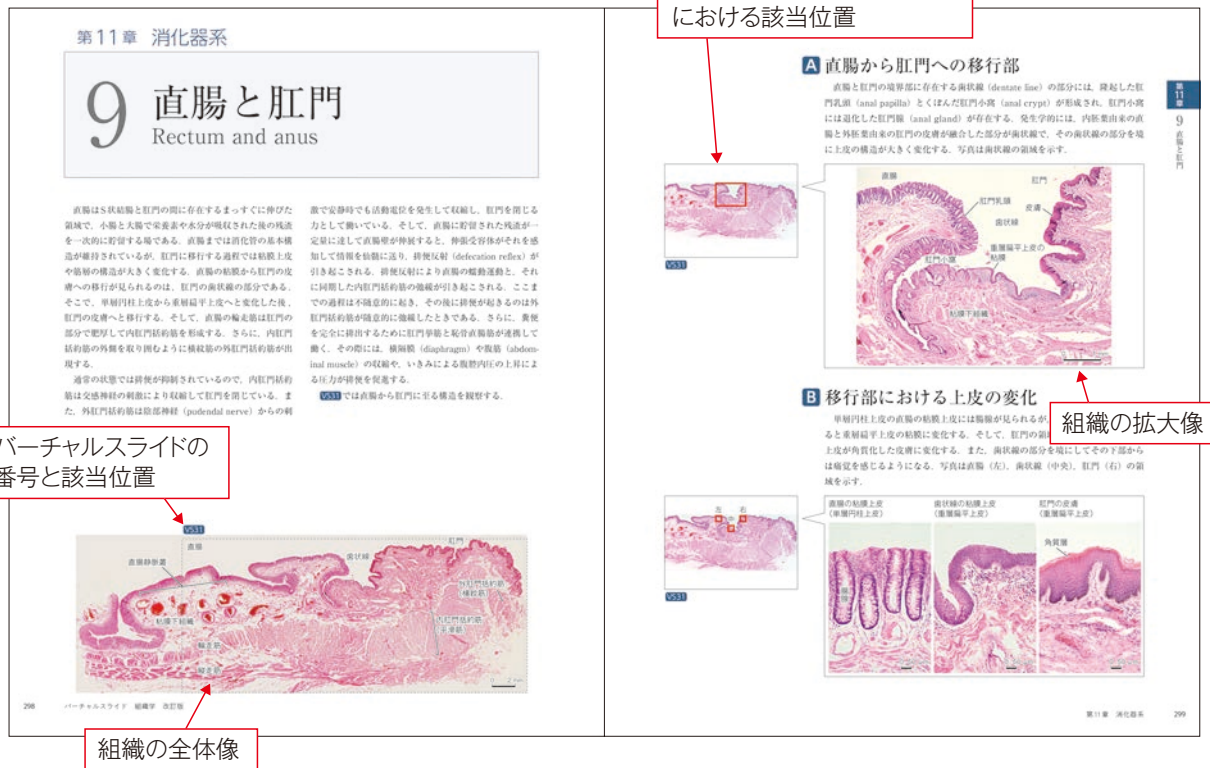 第11章 消化器系
9 直腸と肛門
Rectum and anus
直腸はS状結腸と肛門の間に存在するまっすぐに伸びた
領域で，小腸と大腸で栄養素や水分が吸収された後の残渣
を一次的に貯留する場である．直腸までは消化管の基本構
造が維持されているが，肛門に移行する過程では粘膜上皮
や筋層の構造が大きく変化する．直腸の粘膜から肛門の皮
膚への移行が見られるのは，肛門の歯状線の部分である．
そこで，単層円柱上皮から重層扁平上皮へと変化した後，
肛門の皮膚へと移行する．そして，直腸の輪走筋は肛門の
部分で肥厚して内肛門括約筋を形成する．さらに，内肛門
括約筋の外側を取り囲むように横紋筋の外肛門括約筋が出
現する．
通常の状態では排便が抑制されているので，内肛門括約
筋は交感神経の刺激により収縮して肛門を閉じている．ま
た，外肛門括約筋は陰部神経（pudendal nerve）からの刺
激で安静時でも活動電位を発生して収縮し，肛門を閉じる
力として働いている．そして，直腸に貯留された残渣が一
定量に達して直腸壁が伸展すると，伸張受容体がそれを感
知して情報を仙髄に送り，排便反射（defecation reflex）が
引き起こされる．排便反射により直腸の蠕動運動と，それ
に同期した内肛門括約筋の弛緩が引き起こされる．ここま
での過程は不随意的に起き，その後に排便が起きるのは外
肛門括約筋が随意的に弛緩したときである．さらに，糞便
を完全に排出するために肛門挙筋と恥骨直腸筋が連携して
働く．その際には，横隔膜（diaphragm）や腹筋（abdom-
inal muscle）の収縮や，いきみによる腹腔内圧の上昇によ
る圧力が排便を促進する．
VS31では直腸から肛門に至る構造を観察する．
バーチャルスライドの
番号と該当位置
VS31
直腸
肛門
歯状線
直腸静脈叢
外肛門括約筋
（横紋筋）
粘膜下組織
内肛門括約筋
（平滑筋）
輪走筋
縦走筋
0 2 mm
298 バーチャルスライド 組織学 改訂版
組織の全体像
における該当位置
A 直腸から肛門への移行部
直腸と肛門の境界部に存在する歯状線（dentate line）の部分には，隆起した肛
門乳頭（anal papilla）とくぼんだ肛門小窩（anal crypt）が形成され，肛門小窩
には退化した肛門腺（anal gland）が存在する．発生学的には，内胚葉由来の直
腸と外胚葉由来の肛門の皮膚が融合した部分が歯状線で，その歯状線の部分を境
に上皮の構造が大きく変化する．写真は歯状線の領域を示す．
VS31
直腸
肛門
肛門乳頭
皮膚
歯状線
重層扁平上皮の
粘膜
肛門小窩
粘膜下組織
組織の拡大像
B 移行部における上皮の変化
単層円柱上皮の直腸の粘膜上皮には腸腺が見られるが，
ると重層扁平上皮の粘膜に変化する．そして，肛門の領
上皮が角質化した皮膚に変化する．また，歯状線の部分を境にしてその下部から
は痛覚を感じるようになる．写真は直腸（左），歯状線（中央），肛門（右）の領
域を示す．
左 中 右
VS31
直腸の粘膜上皮
（単層円柱上皮）
歯状線の粘膜上皮
（重層扁平上皮）
肛門の皮膚
（重層扁平上皮）
角質層
腸腺
第11章 消化器系 299
第11章
9
直腸と肛門